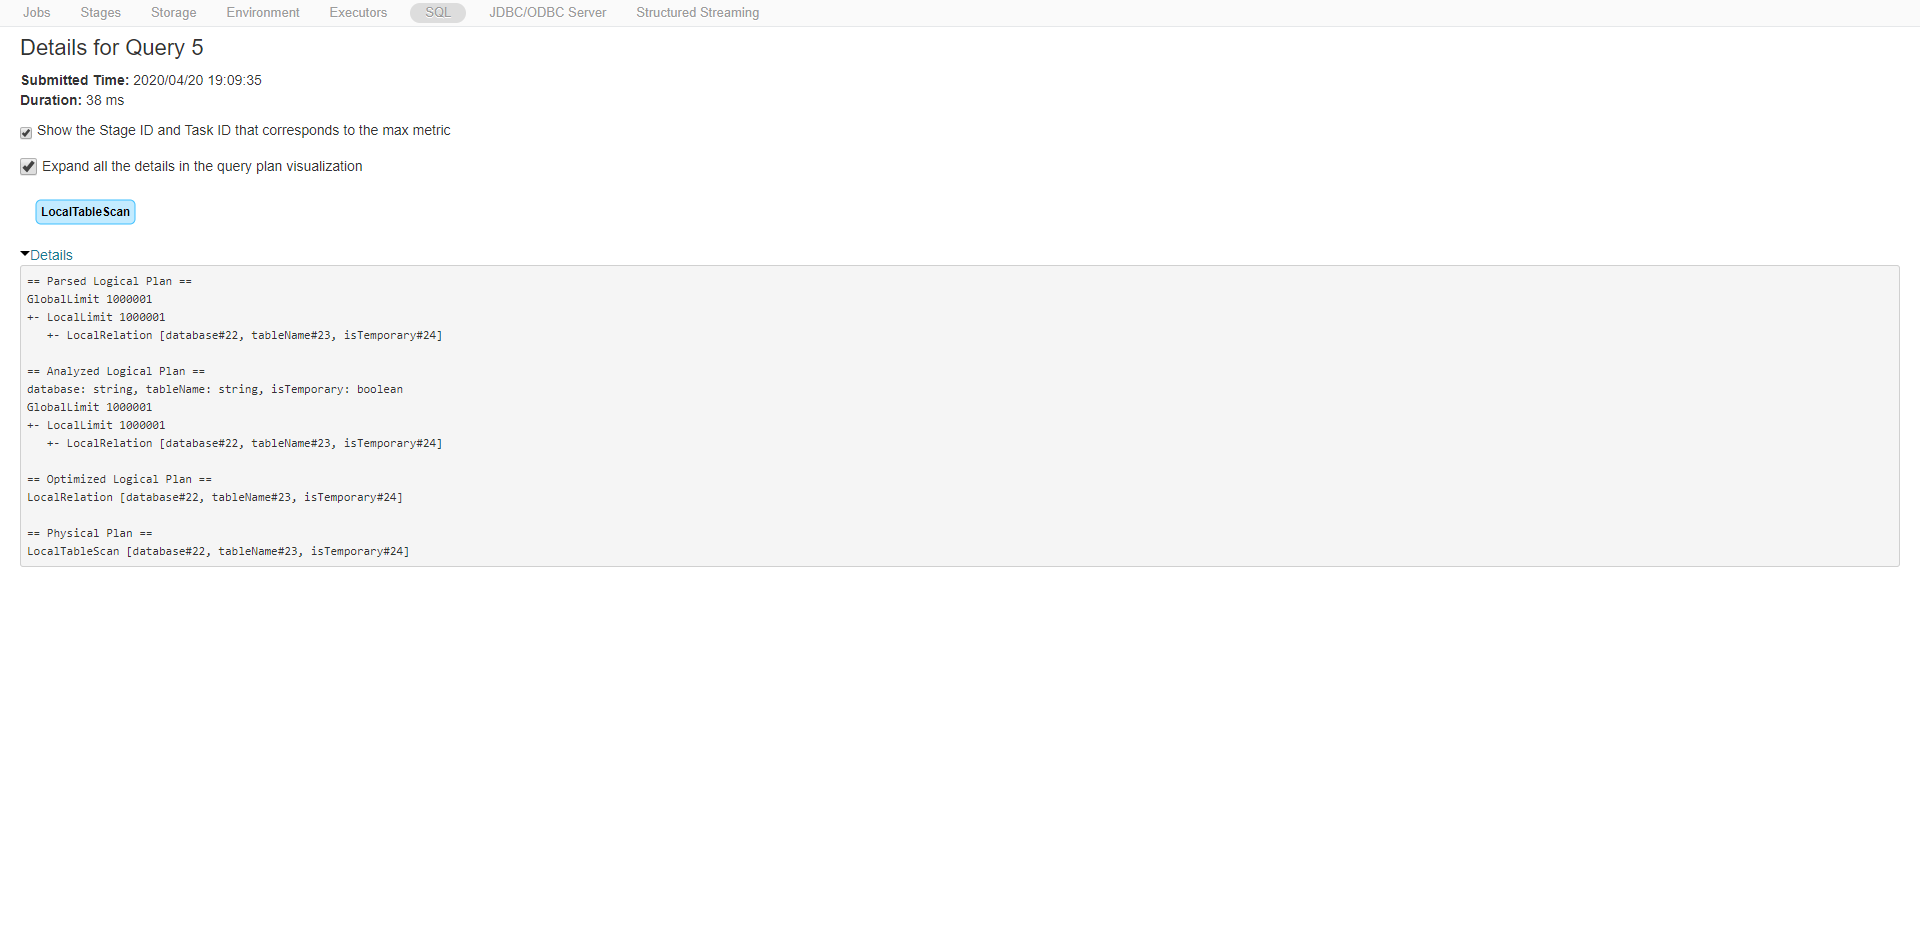 Jobs Stages Storage Environment Executors SQL JDBC/ODBC Server Structured Streaming
Details for Query 5
Submitted Time: 2020/04/20 19:09:35
Duration: 38 ms
Show the Stage ID and Task ID that corresponds to the max metric
Expand all the details in the query plan visualization
LocalTableScan
Details
== Parsed Logical Plan ==
GlobalLimit 1000001
+- LocalLimit 1000001
   +- LocalRelation [database#22, tableName#23, isTemporary#24]

== Analyzed Logical Plan ==
database: string, tableName: string, isTemporary: boolean
GlobalLimit 1000001
+- LocalLimit 1000001
   +- LocalRelation [database#22, tableName#23, isTemporary#24]

== Optimized Logical Plan ==
LocalRelation [database#22, tableName#23, isTemporary#24]

== Physical Plan ==
LocalTableScan [database#22, tableName#23, isTemporary#24]